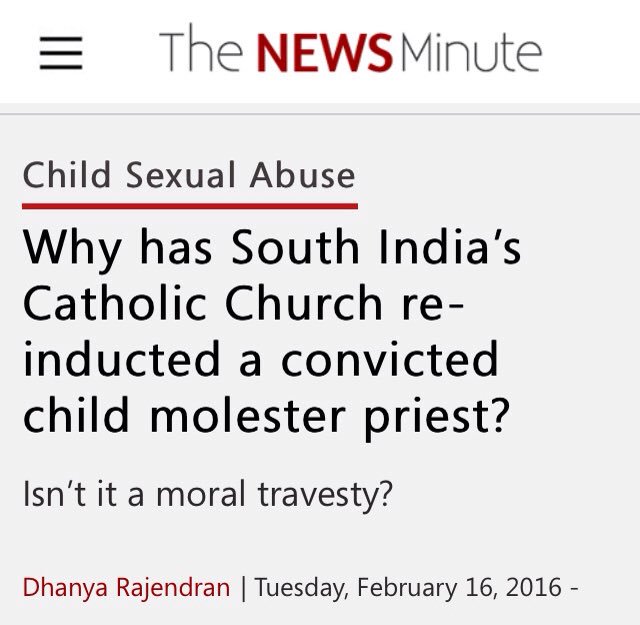 The NEWS Minute
Child Sexual Abuse
Why has South India’s
Catholic Church re-
inducted a convicted
child molester priest?
Isn’t it a moral travesty?
Dhanya Rajendran | Tuesday, February 16, 2016 -